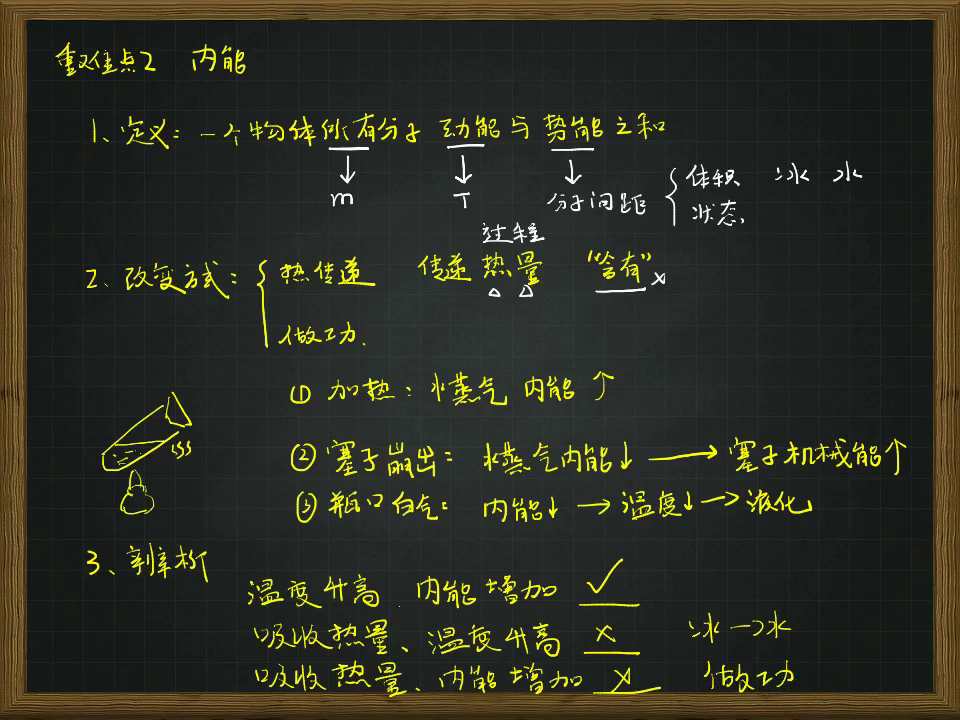 重难点2 内能
1、定义:一个物体所有分子 动能与 势能之和
↓ ↓ ↓ { 体积 冰 水
m T 分子间距 状态
过程
2、改变方式:{ 热传递 传递 热量 "含有" ×
△ △
做功.
① 加热:水蒸气 内能↑
② 塞子崩出:水蒸气内能↓ → 塞子机械能↑
③ 瓶口白气:内能↓ → 温度↓ → 液化
3、辨析
温度升高、内能增加 ✓
吸收热量、温度升高 × 冰→水
吸收热量、内能增加 × 做功